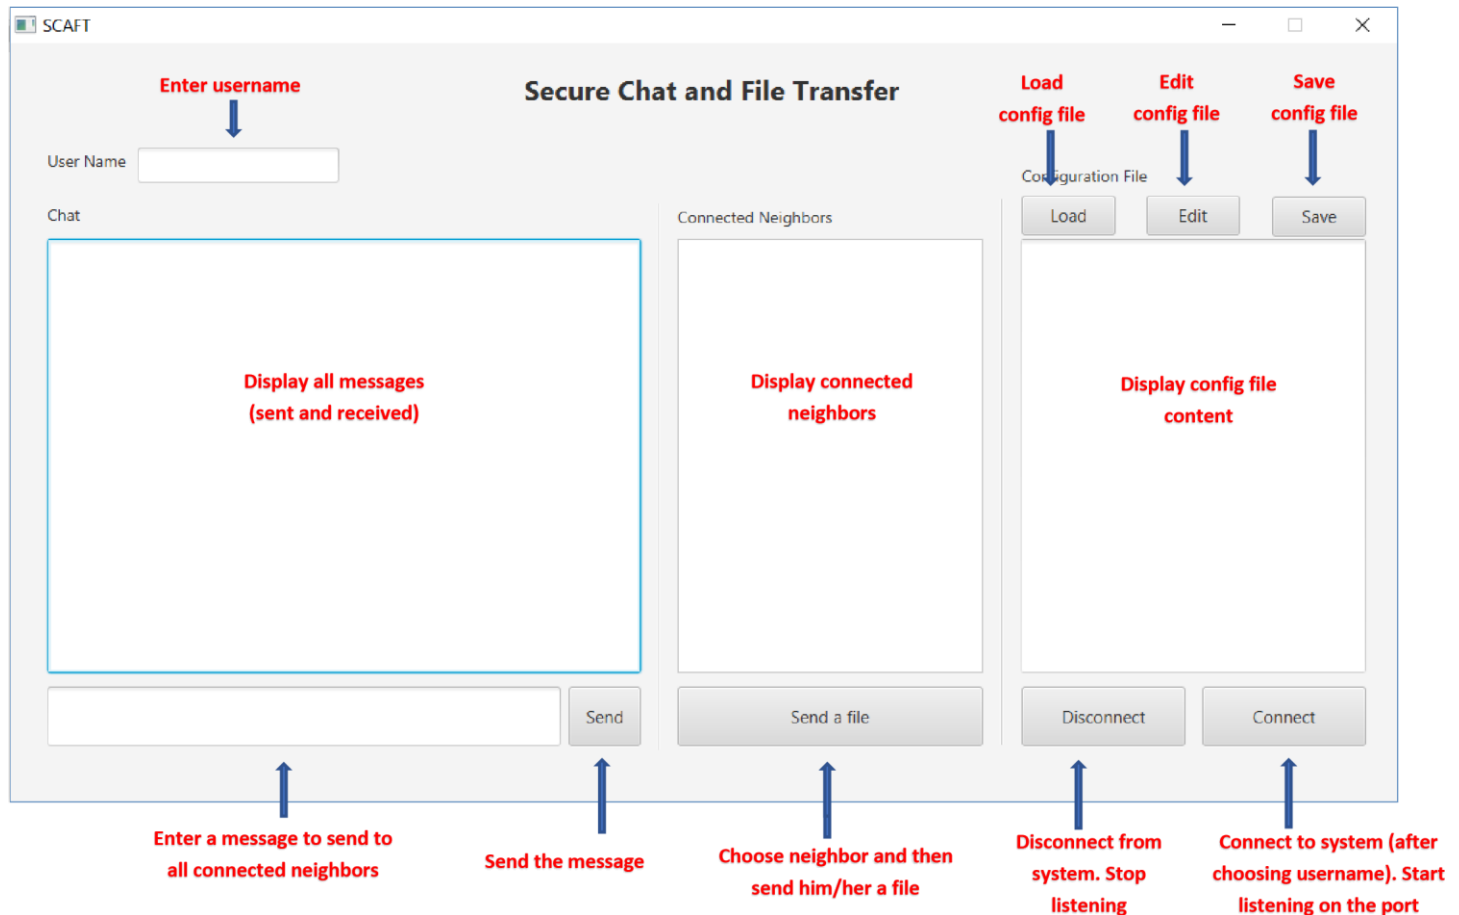 SCAFT
Enter username
Secure Chat and File Transfer
Load
config file
Edit
config file
Save
config file
User Name
Configuration File
Chat
Connected Neighbors
Load
Edit
Save
Display all messages
(sent and received)
Display connected
neighbors
Display config file
content
Send
Send a file
Disconnect
Connect
Enter a message to send to
all connected neighbors
Send the message
Choose neighbor and then
send him/her a file
Disconnect from
system. Stop
listening
Connect to system (after
choosing username). Start
listening on the port